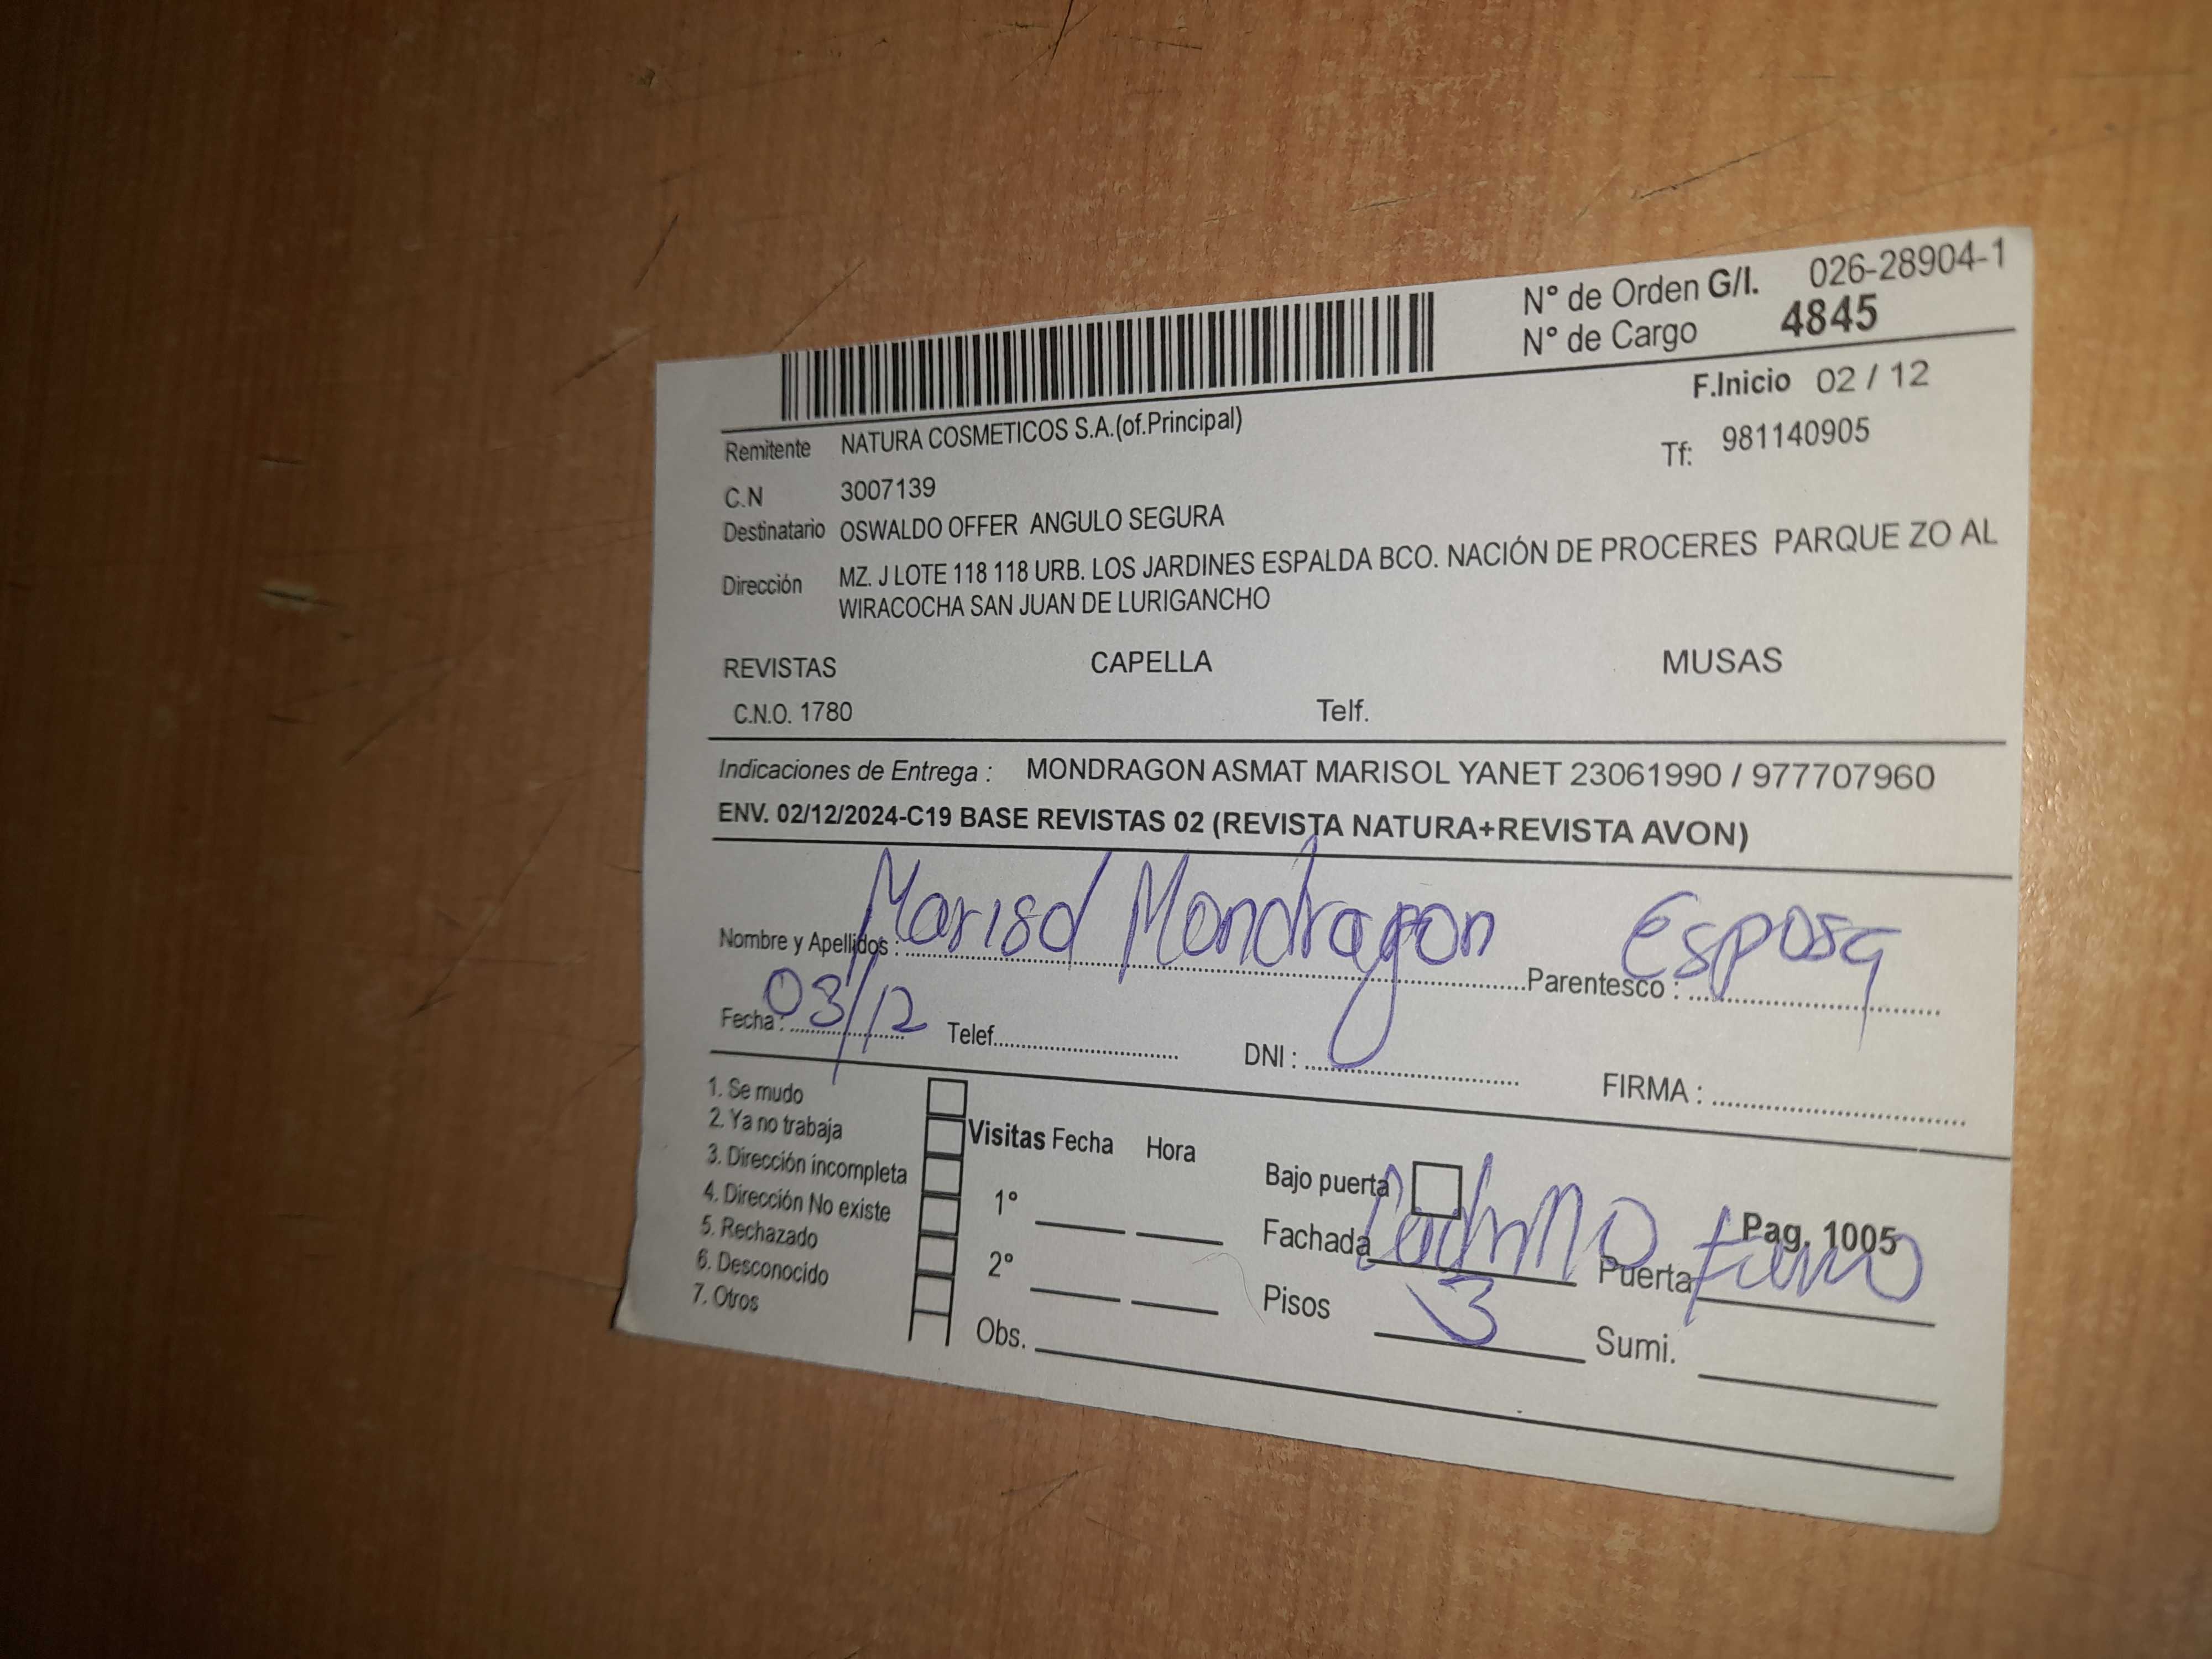 N° de Orden G/I. 026-28904-1
N° de Cargo 4845
F.Inicio 02 / 12
Remitente NATURA COSMETICOS S.A.(of.Principal)
Tf: 981140905
C.N 3007139
Destinatario OSWALDO OFFER ANGULO SEGURA
Dirección MZ. J LOTE 118 118 URB. LOS JARDINES ESPALDA BCO. NACIÓN DE PROCERES PARQUE ZO AL
WIRACOCHA SAN JUAN DE LURIGANCHO
REVISTAS CAPELLA MUSAS
C.N.O. 1780 Telf.
Indicaciones de Entrega : MONDRAGON ASMAT MARISOL YANET 23061990 / 977707960
ENV. 02/12/2024-C19 BASE REVISTAS 02 (REVISTA NATURA+REVISTA AVON)
Nombre y Apellidos : Marisol Mondragon Parentesco : Esposa
Fecha : 03/12 Telef. DNI : FIRMA :
1. Se mudo
2. Ya no trabaja
3. Dirección incompleta
4. Dirección No existe
5. Rechazado
6. Desconocido
7. Otros
Visitas Fecha Hora
1°
2°
Obs.
Bajo puerta
Pag. 1005
Fachada Ladrillo Puerta
Pisos 3 Sumi.